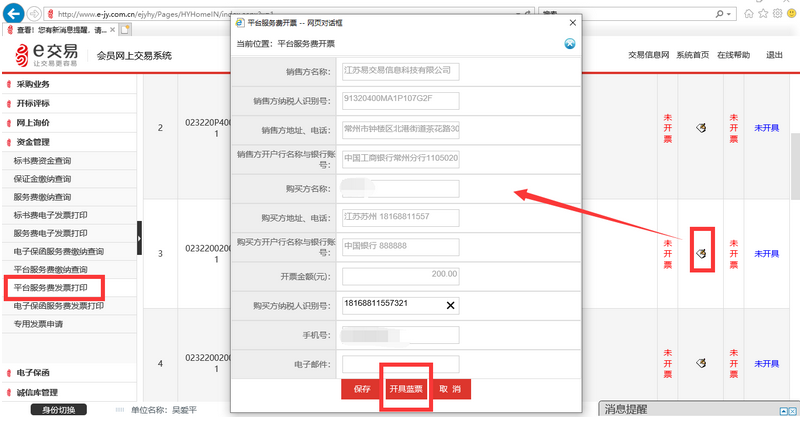 http://www.e-jy.com.cn/ejyhy/Pages/HYHomeIN/index.
搜索...
查看！您有新消息提醒，请...
e交易
让交易更容易
会员网上交易系统
交易信息网 系统首页 在线帮助 退出
采购业务
开标评标
网上询价
资金管理
标书费资金查询
保证金缴纳查询
服务费缴纳查询
标书费电子发票打印
服务费电子发票打印
电子保函服务费缴纳查询
平台服务费缴纳查询
平台服务费发票打印
电子保函服务费发票打印
专用发票申请
电子保函
诚信库管理
身份切换
单位名称：吴爱平
2 023220P400
1
未开票 未开票 未开具
3 0232200200
1
未开票 未开票 未开具
4 0232200200
1
未开票 未开票 未开具
平台服务费开票 -- 网页对话框
当前位置：平台服务费开票
销售方名称： 江苏易交易信息科技有限公司
销售方纳税人识别号： 91320400MA1P107G2F
销售方地址、电话： 常州市钟楼区北港街道茶花路30
销售方开户行名称与银行账号： 中国工商银行常州分行1105020
购买方名称：
购买方地址、电话： 江苏苏州 18168811557
购买方开户行名称与银行账号： 中国银行 888888
开票金额(元)： 200.00
购买方纳税人识别号： 18168811557321
手机号：
电子邮件：
保存 开具蓝票 取 消
消息提醒